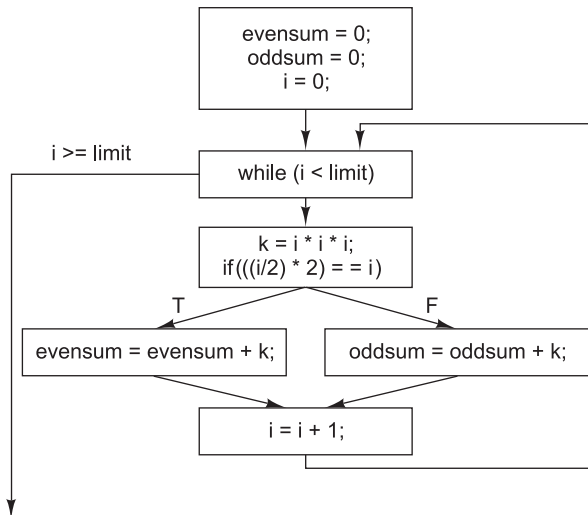 evensum = 0;
oddsum = 0;
i = 0;
i >= limit
while (i < limit)
k = i * i * i;
if(((i/2) * 2) = = i)
T
F
evensum = evensum + k;
oddsum = oddsum + k;
i = i + 1;